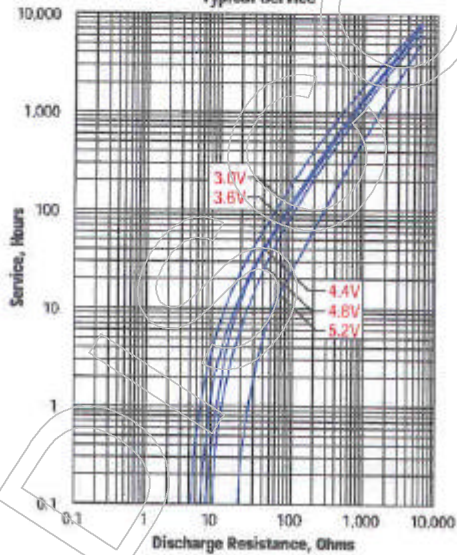 Typical Service
10,000
1,000
100
10
1
0.1
Service, Hours
3.0V
3.6V
4.4V
4.8V
5.2V
0.1 1 10 100 1,000 10,000
Discharge Resistance, Ohms